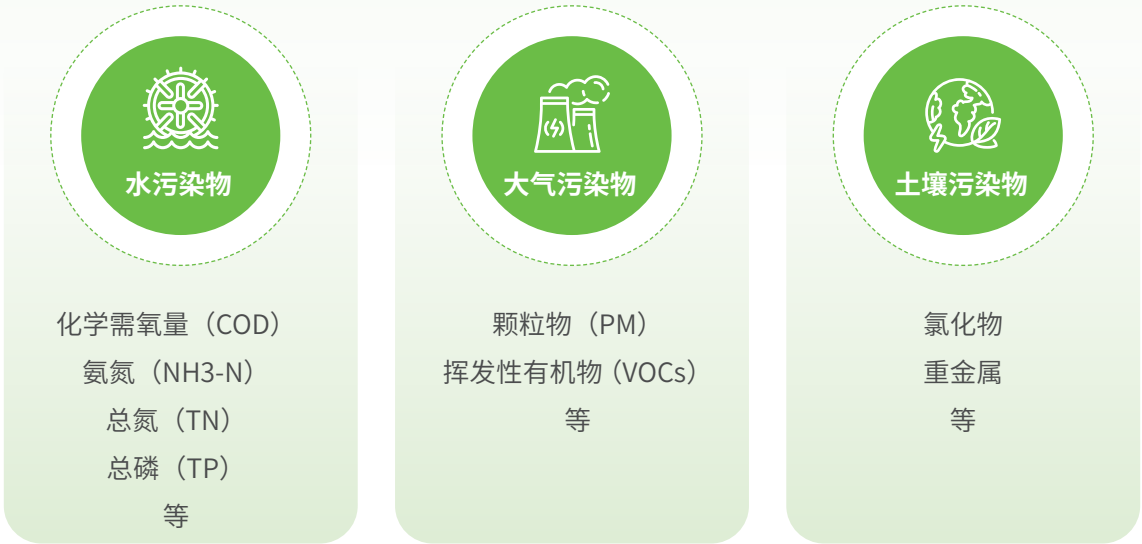 水污染物
化学需氧量（COD）
氨氮（NH3-N）
总氮（TN）
总磷（TP）
等
大气污染物
颗粒物（PM）
挥发性有机物（VOCs）
等
土壤污染物
氯化物
重金属
等